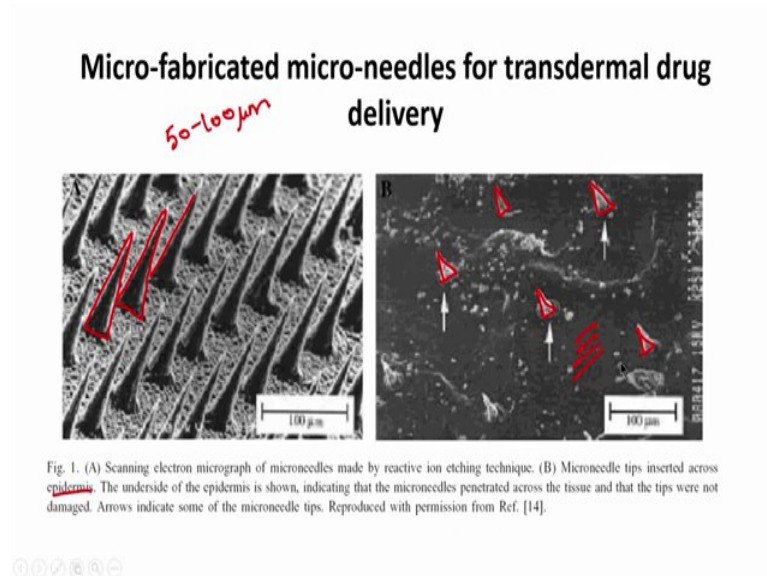 Micro-fabricated micro-needles for transdermal drug
delivery
50-100 μm
A
B
100 μm
100 μm
Fig. 1. (A) Scanning electron micrograph of microneedles made by reactive ion etching technique. (B) Microneedle tips inserted across
epidermis. The underside of the epidermis is shown, indicating that the microneedles penetrated across the tissue and that the tips were not
damaged. Arrows indicate some of the microneedle tips. Reproduced with permission from Ref. [14].